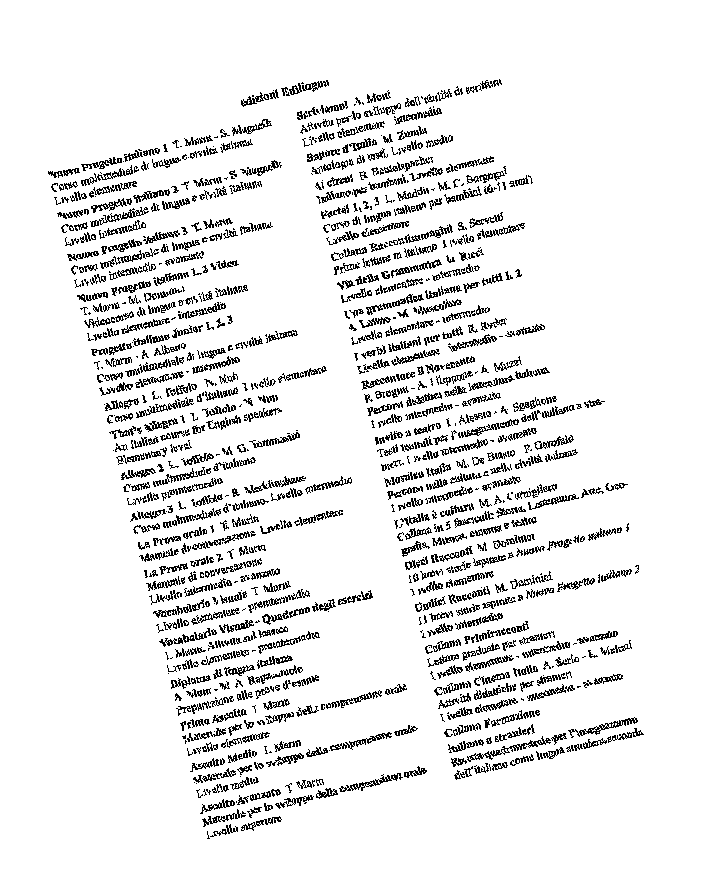 edizioni Edilingua
Nuovo Progetto italiano 1 T. Marin - S. Magnelli
Corso multimediale di lingua e civiltà italiana
Livello elementare
Nuovo Progetto italiano 2 T. Marin - S. Magnelli
Corso multimediale di lingua e civiltà italiana
Livello intermedio
Nuovo Progetto italiano 3 T. Marin
Corso multimediale di lingua e civiltà italiana
Livello intermedio - avanzato
Nuovo Progetto italiano 1, 2 Video
T. Marin - M. Dominici
Videocorso di lingua e civiltà italiana
Livello elementare - intermedio
Progetto italiano Junior 1, 2, 3
T. Marin - A. Albano
Corso multimediale di lingua e civiltà italiana
Livello elementare - intermedio
Allegro 1 L. Toffolo - N. Nuti
Corso multimediale d'italiano. Livello elementare
That's Allegro 1 L. Toffolo - N. Nuti
An Italian course for English speakers
Elementary level
Allegro 2 L. Toffolo - M. G. Tommasini
Corso multimediale d'italiano
Livello preintermedio
Allegro 3 L. Toffolo - R. Merklinghaus
Corso multimediale d'italiano. Livello intermedio
La Prova orale 1 T. Marin
Manuale di conversazione. Livello elementare
La Prova orale 2 T. Marin
Manuale di conversazione
Livello intermedio - avanzato
Vocabolario Visuale T. Marin
Livello elementare - preintermedio
Vocabolario Visuale - Quaderno degli esercizi
T. Marin. Attività sul lessico
Livello elementare - preintermedio
Diploma di lingua italiana
A. Moni - M. A. Rapacciuolo
Preparazione alle prove d'esame
Primo Ascolto T. Marin
Materiale per lo sviluppo della comprensione orale
Livello elementare
Ascolto Medio T. Marin
Materiale per lo sviluppo della comprensione orale
Livello medio
Ascolto Avanzato T. Marin
Materiale per lo sviluppo della comprensione orale
Livello superiore
Scriviamo! A. Moni
Attività per lo sviluppo dell'abilità di scrittura
Livello elementare - intermedio
Sapore d'Italia M. Zurula
Antologia di testi. Livello medio
Al circo! B. Beutelspacher
Italiano per bambini. Livello elementare
Forte! 1, 2, 3 L. Maddii - M. C. Borgogni
Corso di lingua italiana per bambini (6-11 anni)
Livello elementare
Collana Raccontimmagini S. Servetti
Prime letture in italiano. Livello elementare
Via della Grammatica M. Ricci
Livello elementare - intermedio
Una grammatica italiana per tutti 1, 2
A. Latino - M. Muscolino
Livello elementare - intermedio
I verbi italiani per tutti R. Ryder
Livello elementare - intermedio - avanzato
Raccontare il Novecento
P. Brogini - A. Filippone - A. Muzzi
Percorsi didattici nella letteratura italiana
Livello intermedio - avanzato
Invito a teatro L. Alessio - A. Sgaglione
Testi teatrali per l'insegnamento dell'italiano a stra-
nieri. Livello intermedio - avanzato
Mosaico Italia M. De Biasio - P. Garofalo
Percorsi nella cultura e nella civiltà italiana
Livello intermedio - avanzato
L'Italia è cultura M. A. Cernigliaro
Collana in 5 fascicoli: Storia, Letteratura, Arte, Geo-
grafia, Musica, cinema e teatro
Dieci Racconti M. Dominici
10 brevi storie ispirate a Nuovo Progetto italiano 1
Livello elementare
Undici Racconti M. Dominici
11 brevi storie ispirate a Nuovo Progetto italiano 2
Livello intermedio
Collana Primiracconti
Letture graduate per stranieri
Livello elementare - intermedio - avanzato
Collana Cinema Italia A. Serio - E. Meloni
Attività didattiche per stranieri
Livello elementare - intermedio - avanzato
Collana Formazione
italiano a stranieri
Rivista quadrimestrale per l'insegnamento
dell'italiano come lingua straniera/seconda